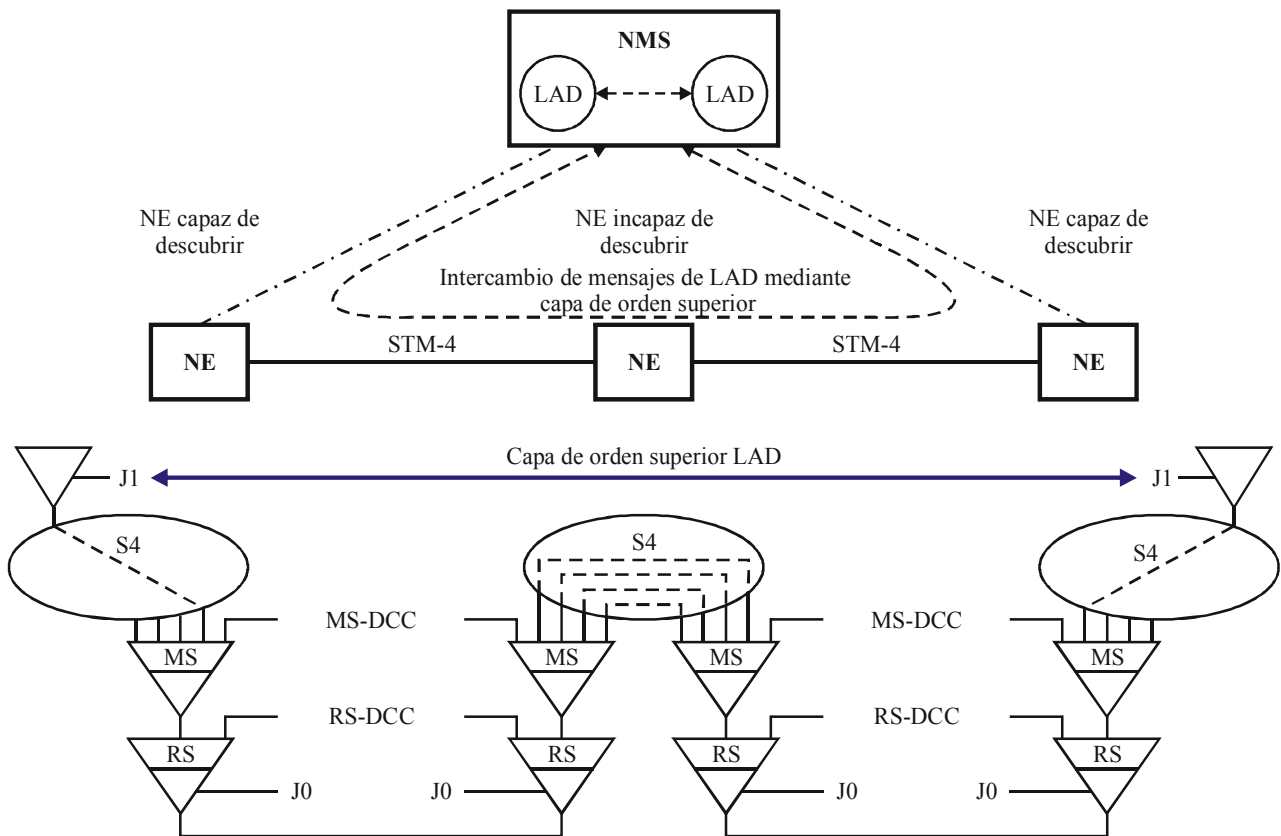 NMS
LAD
LAD
NE capaz de
descubrir
NE incapaz de
descubrir
NE capaz de
descubrir
Intercambio de mensajes de LAD mediante
capa de orden superior
NE
STM-4
NE
STM-4
NE
Capa de orden superior LAD
J1
J1
S4
S4
S4
MS-DCC
MS-DCC
MS
MS
MS
MS
RS-DCC
RS-DCC
RS
RS
RS
RS
J0
J0
J0
J0